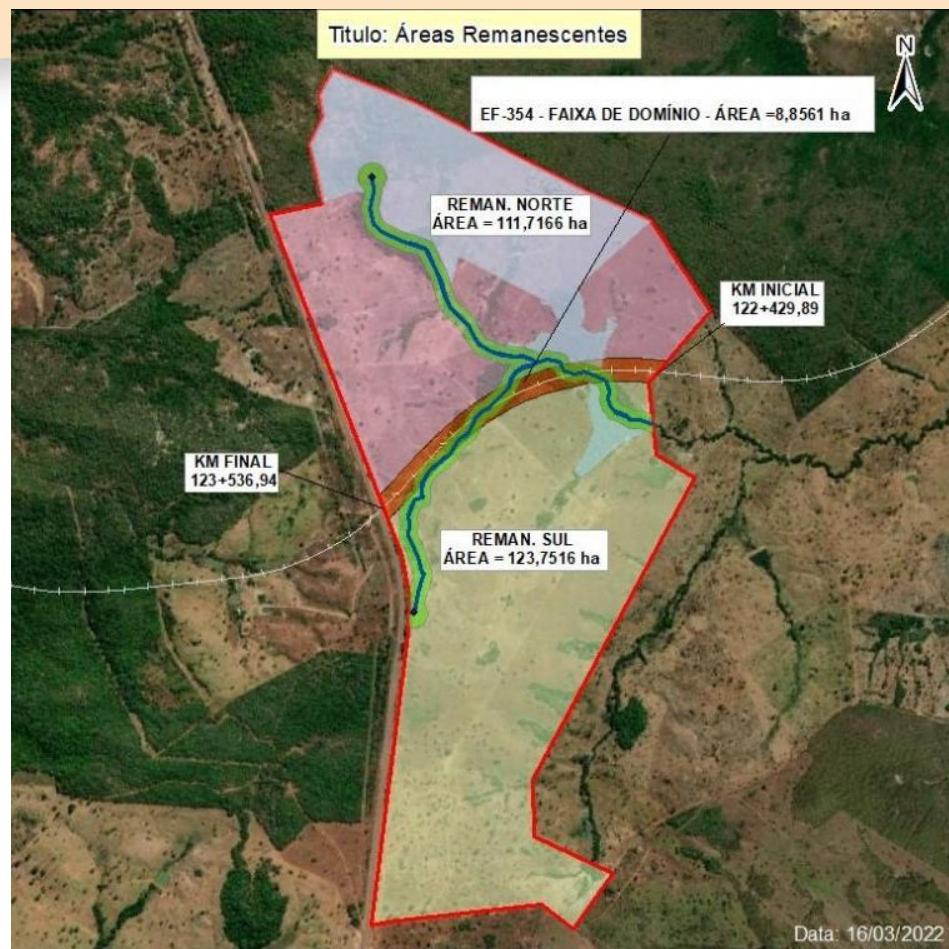 Titulo: Áreas Remanescentes
N
EF-354 - FAIXA DE DOMÍNIO - ÁREA =8,8561 ha
REMAN. NORTE
ÁREA = 111,7166 ha
KM INICIAL
122+429,89
KM FINAL
123+536,94
REMAN. SUL
ÁREA = 123,7516 ha
Data: 16/03/2022